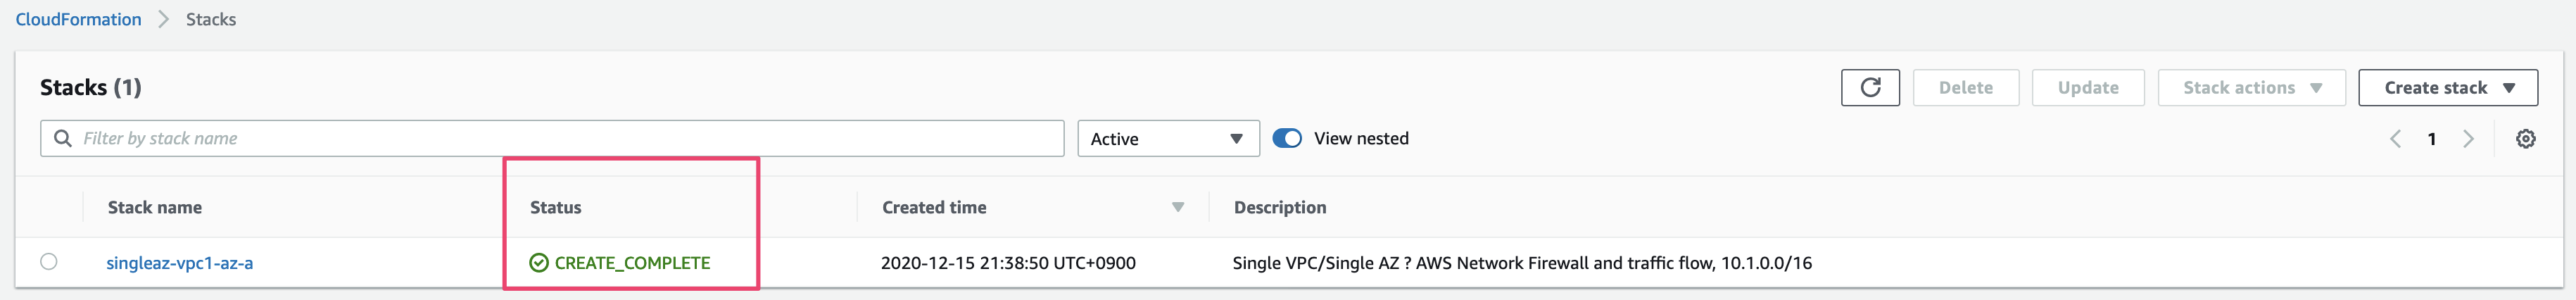 CloudFormation > Stacks
Stacks (1)
Delete Update Stack actions Create stack
Filter by stack name Active View nested 1
Stack name Status Created time Description
singleaz-vpc1-az-a CREATE_COMPLETE 2020-12-15 21:38:50 UTC+0900 Single VPC/Single AZ ? AWS Network Firewall and traffic flow, 10.1.0.0/16